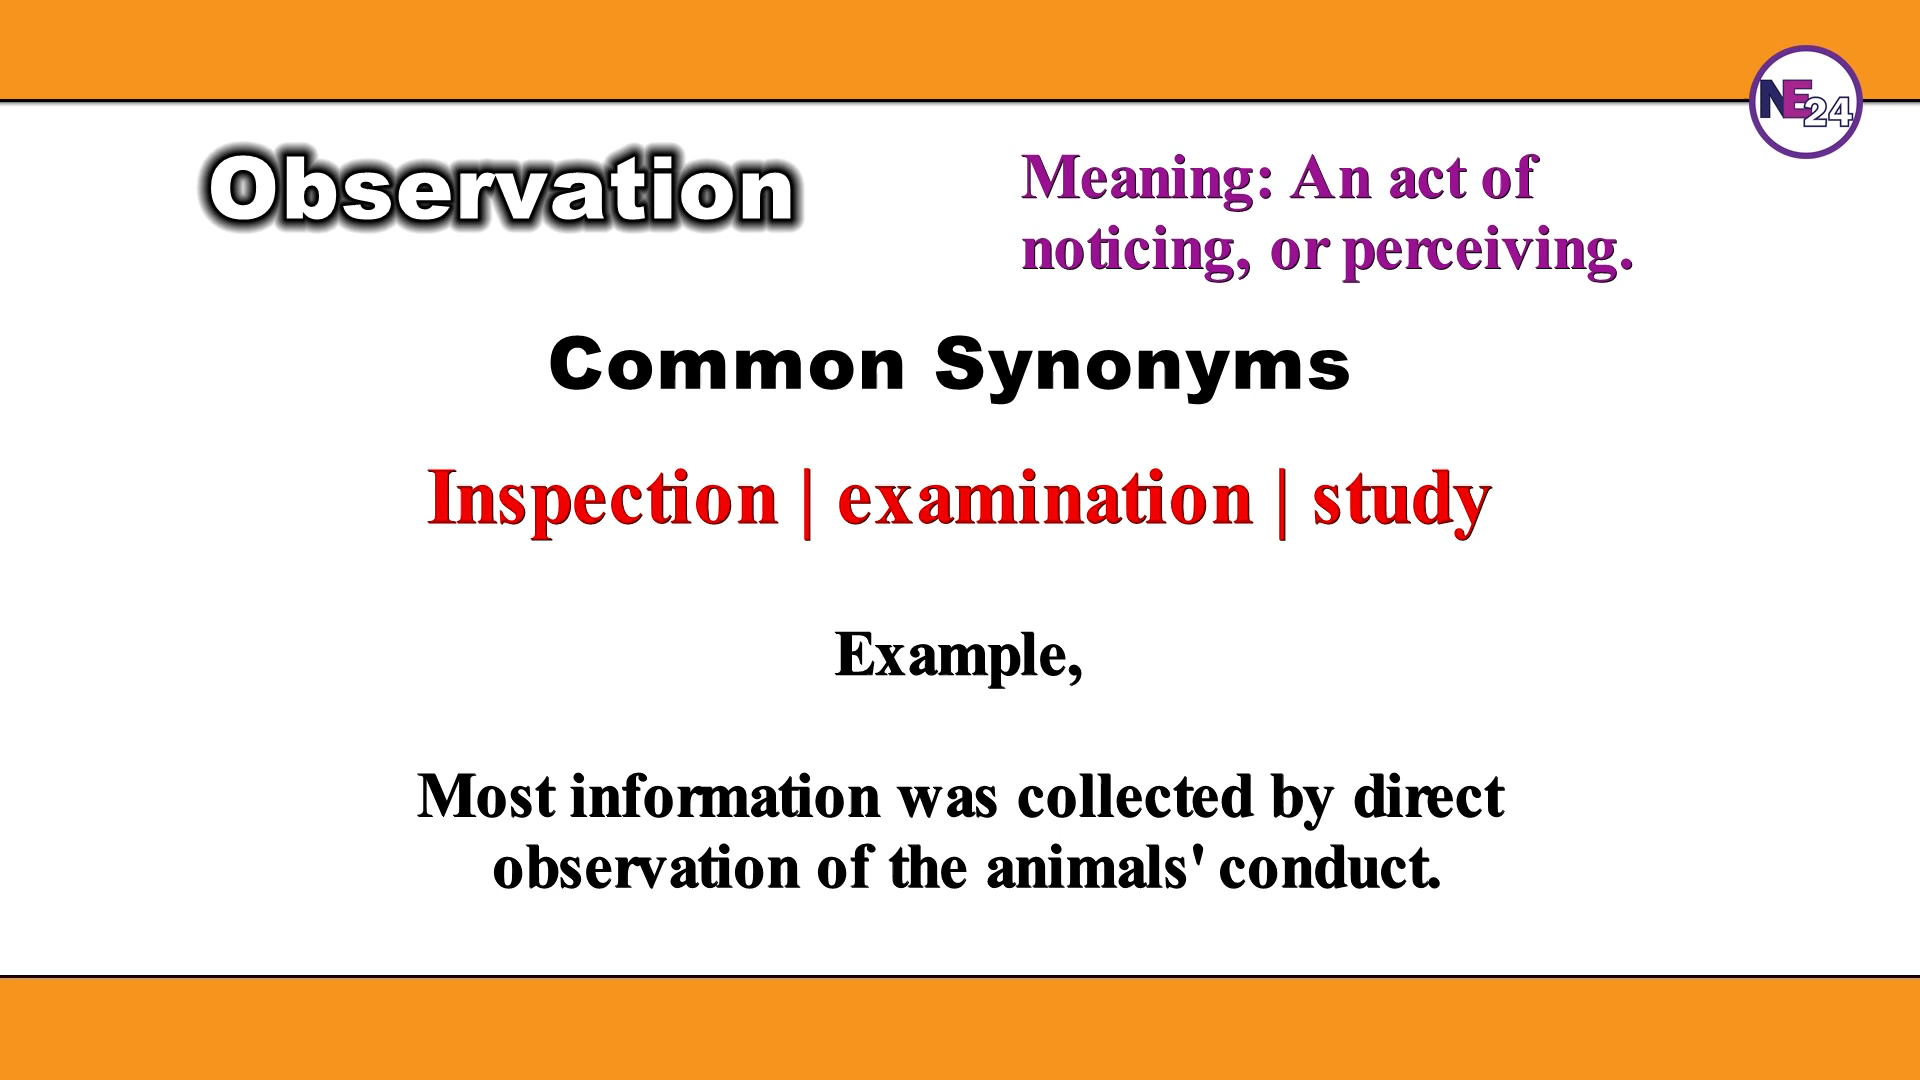 NE24
Observation
Meaning: An act of
noticing, or perceiving.
Common Synonyms
Inspection | examination | study
Example,
Most information was collected by direct
observation of the animals' conduct.